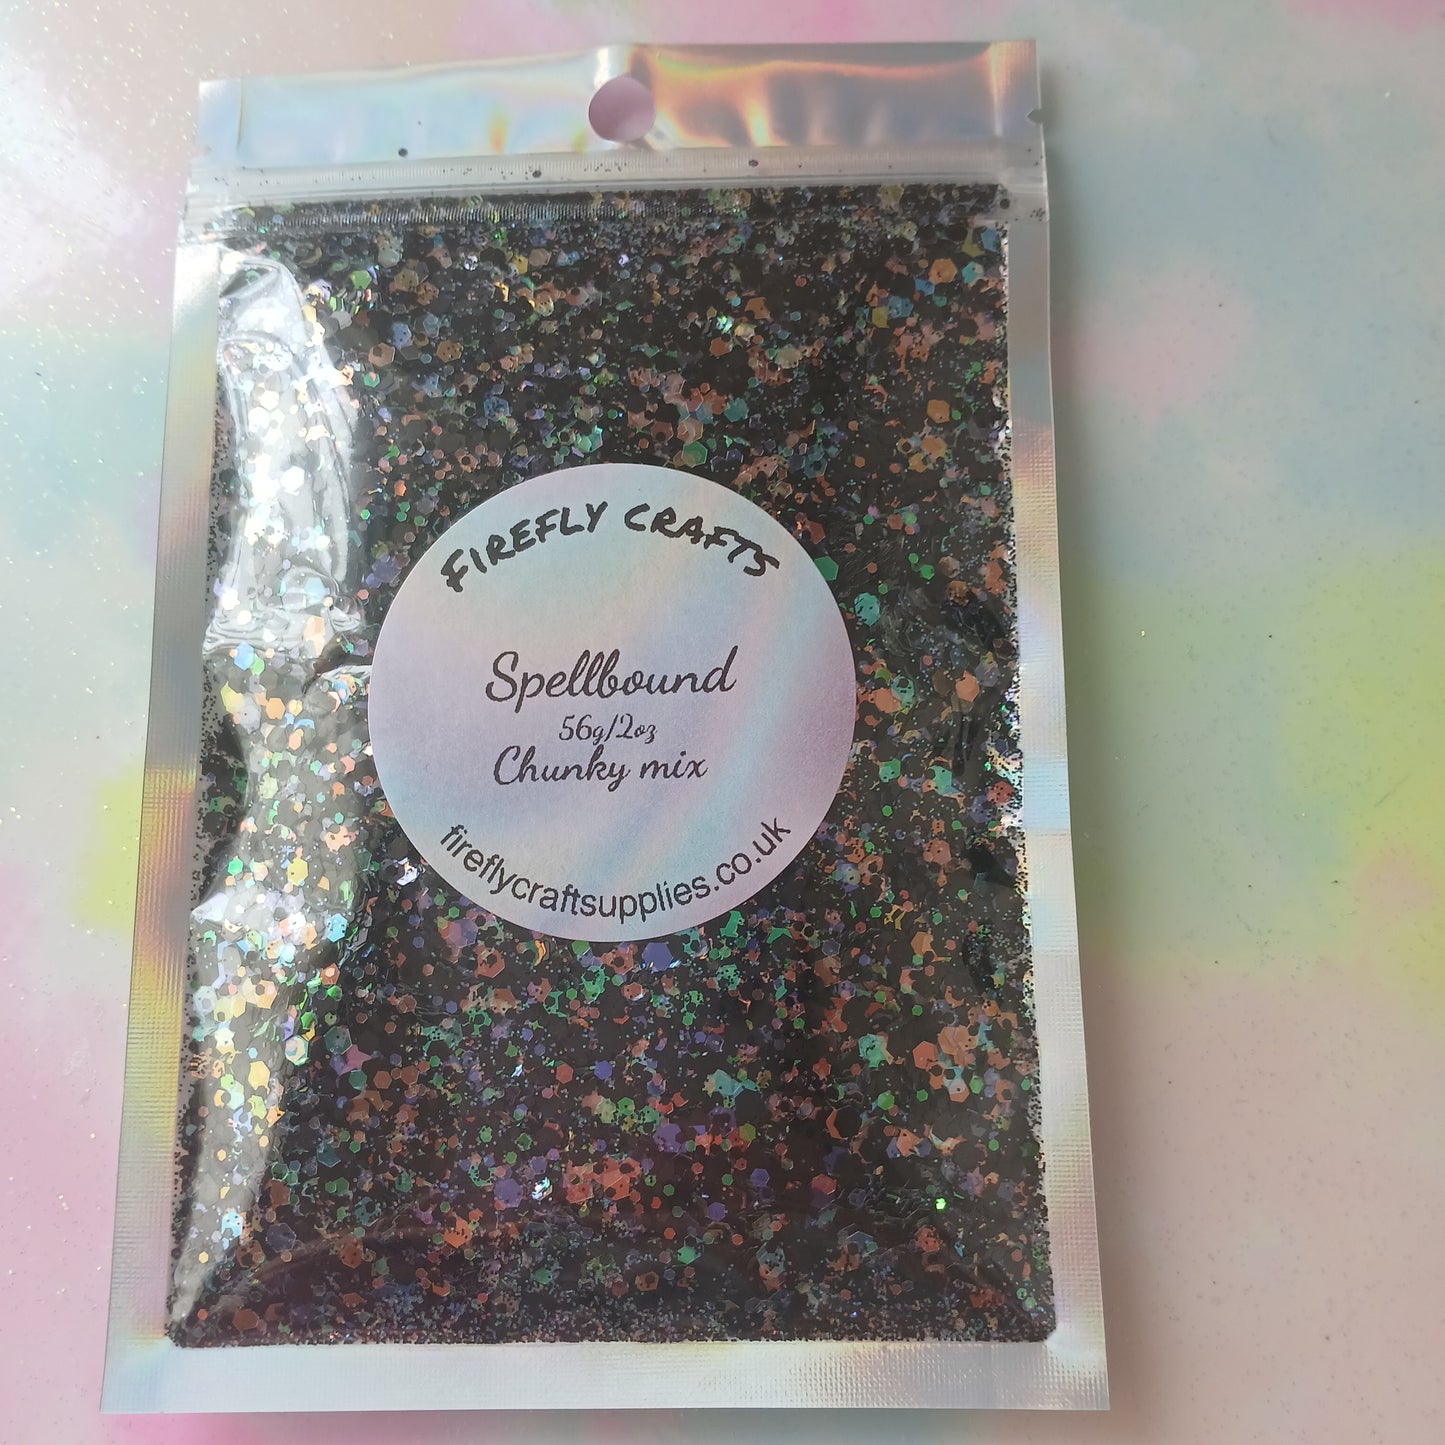 FIREFLY CRAFTS
Spellbound
56g/2oz
Chunky mix
fireflycraftsupplies.co.uk